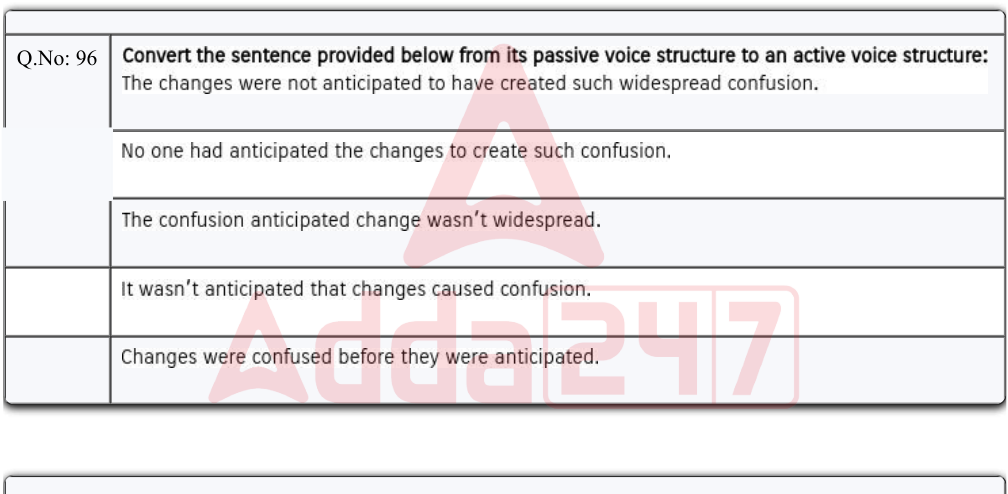 Q.No: 96
Convert the sentence provided below from its passive voice structure to an active voice structure:
The changes were not anticipated to have created such widespread confusion.
No one had anticipated the changes to create such confusion.
The confusion anticipated change wasn't widespread.
It wasn't anticipated that changes caused confusion.
Changes were confused before they were anticipated.
Adda247